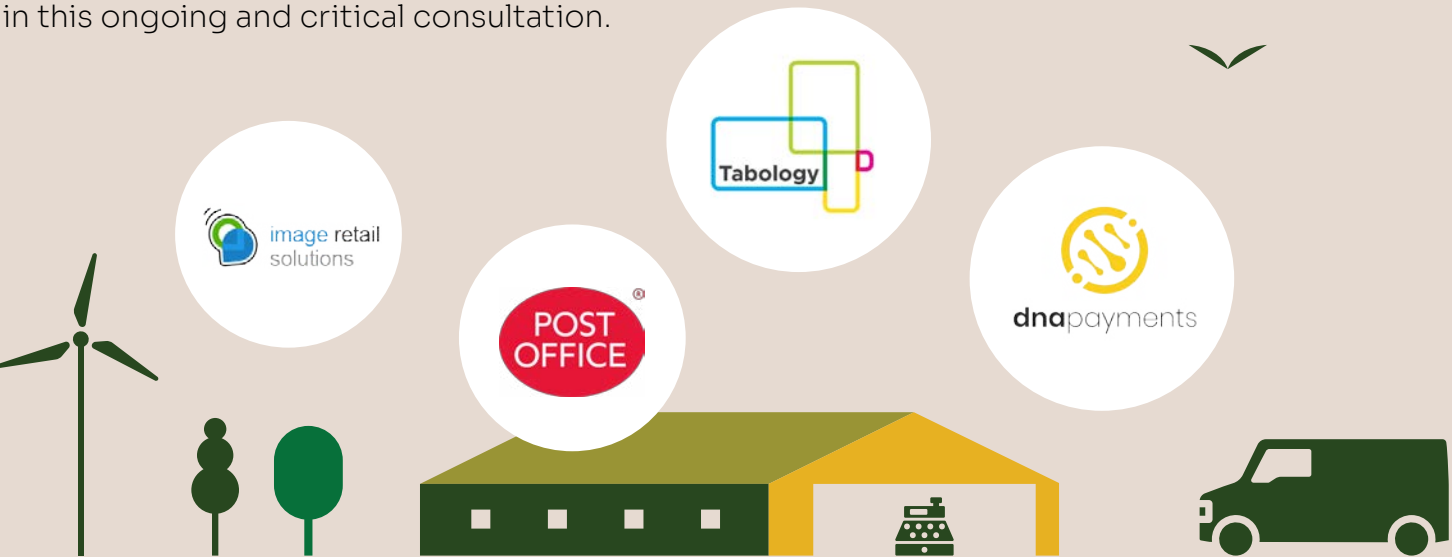 in this ongoing and critical consultation.
Tabology
image retail
solutions
POST
OFFICE
®
dnapayments